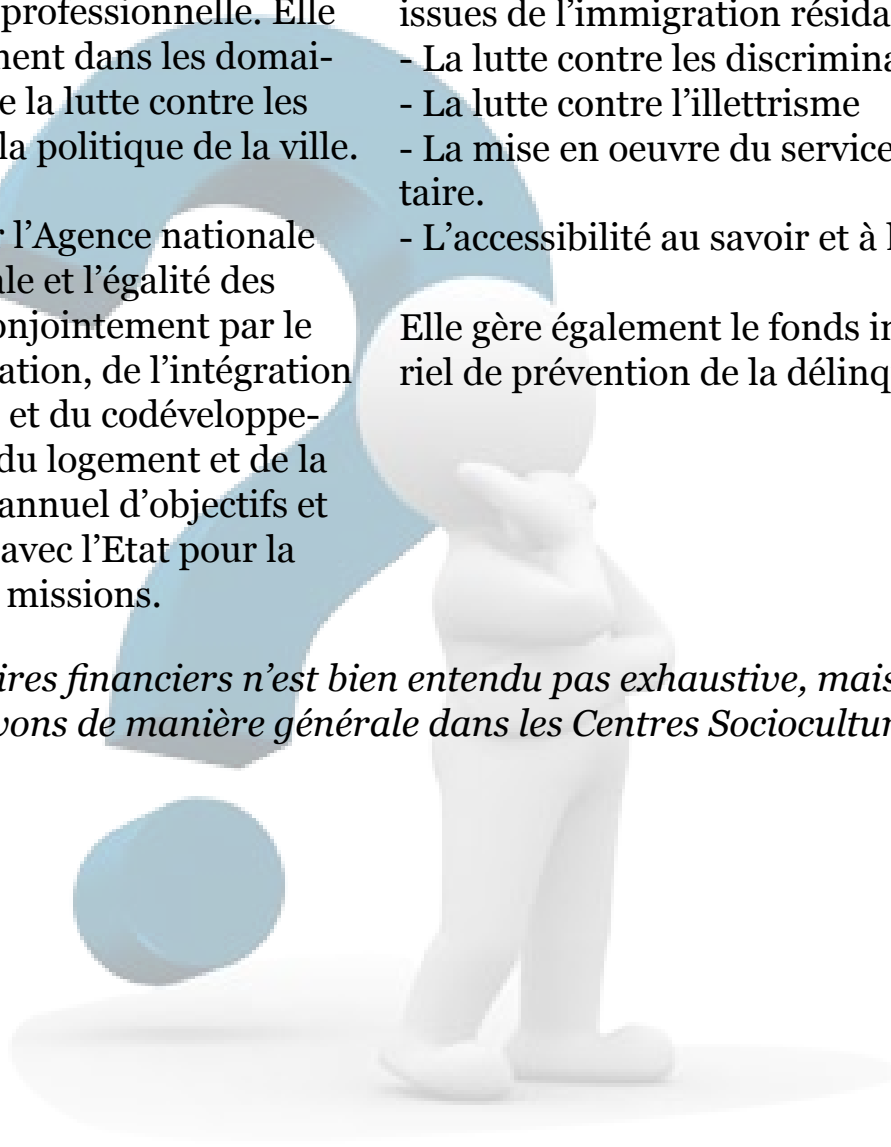 professionnelle. Elle
ment dans les domai-
e la lutte contre les
la politique de la ville.
r l’Agence nationale
ale et l’égalité des
onjointement par le
ation, de l’intégration
et du codéveloppe-
du logement et de la
annuel d’objectifs et
avec l’Etat pour la
missions.
issues de l’immigration résida
- La lutte contre les discrimina
- La lutte contre l’illettrisme
- La mise en oeuvre du service
taire.
- L’accessibilité au savoir et à l
Elle gère également le fonds in
riel de prévention de la délinq
ires financiers n’est bien entendu pas exhaustive, mais
vons de manière générale dans les Centres Sociocultur